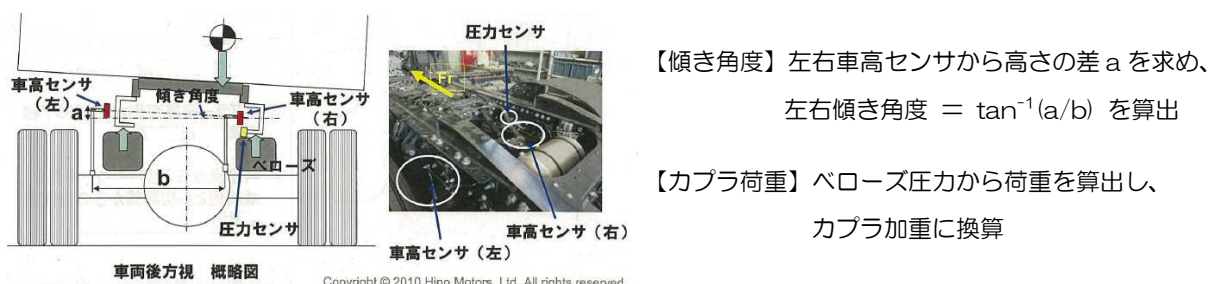 車高センサ
(左)
a
傾き角度
車高センサ
(右)
ベローズ
b
圧力センサ
車両後方視 概略図
圧力センサ
Fr
車高センサ(右)
車高センサ(左)
Copyright © 2010 Hino Motors, Ltd. All rights reserved.
【傾き角度】左右車高センサから高さの差 a を求め、
左右傾き角度 = tan⁻¹(a/b) を算出
【カプラ荷重】ベローズ圧力から荷重を算出し、
カプラ加重に換算